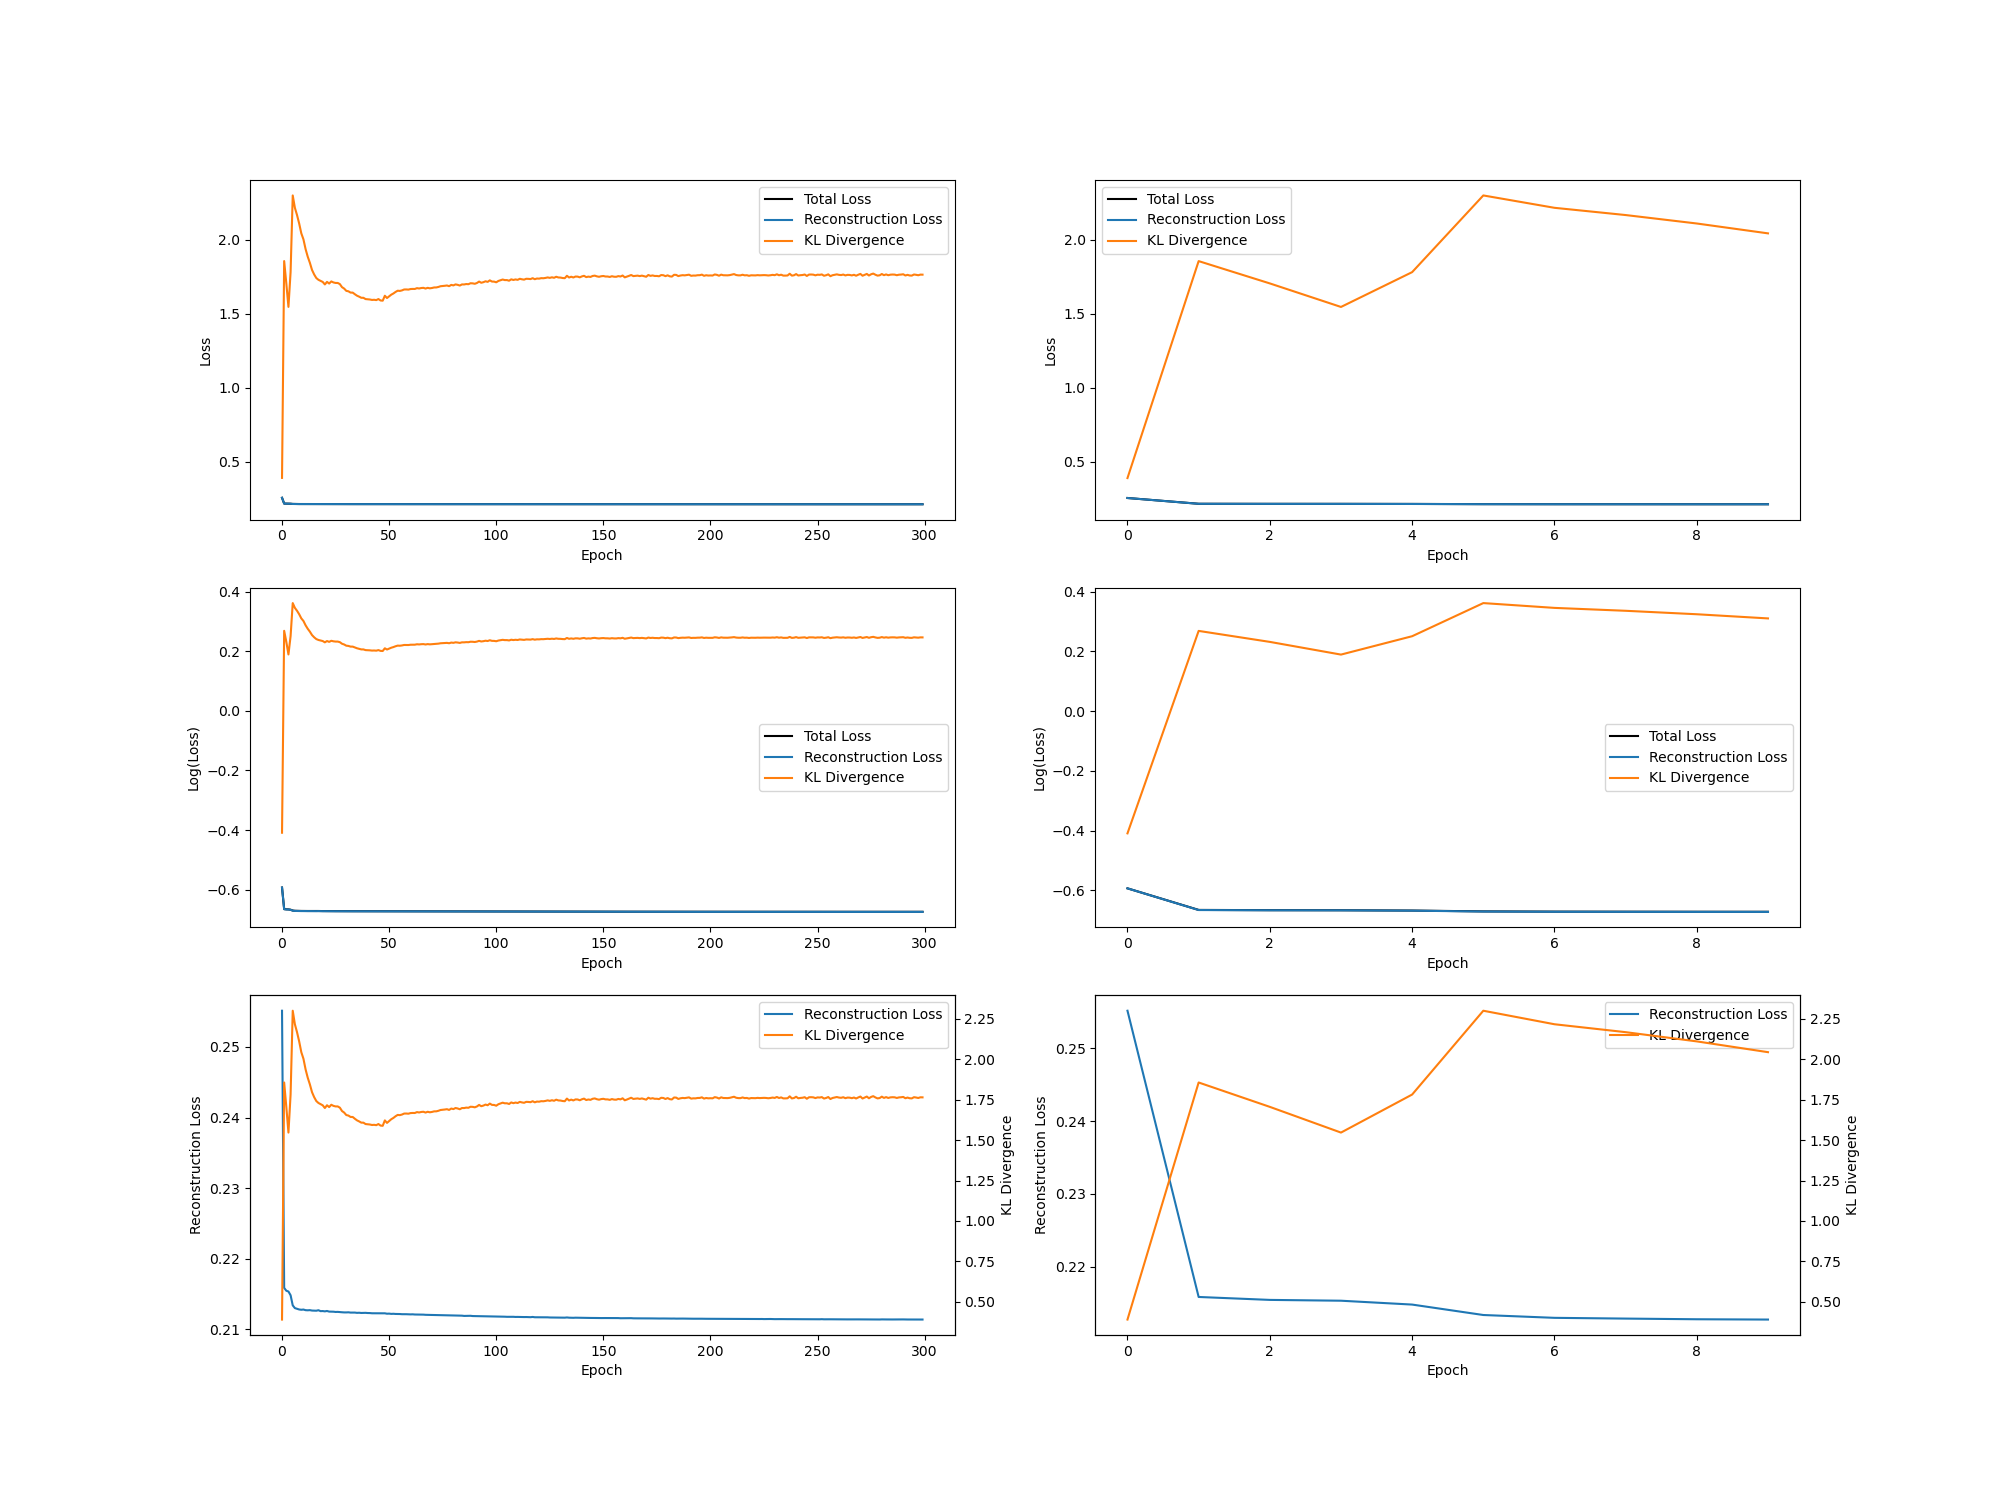 Loss
2.0
1.5
1.0
0.5
Total Loss
Reconstruction Loss
KL Divergence
0 50 100 150 200 250 300
Epoch
Loss
2.0
1.5
1.0
0.5
Total Loss
Reconstruction Loss
KL Divergence
0 2 4 6 8
Epoch
Log(Loss)
0.4
0.2
0.0
−0.2
−0.4
−0.6
Total Loss
Reconstruction Loss
KL Divergence
0 50 100 150 200 250 300
Epoch
Log(Loss)
0.4
0.2
0.0
−0.2
−0.4
−0.6
Total Loss
Reconstruction Loss
KL Divergence
0 2 4 6 8
Epoch
Reconstruction Loss
0.25
0.24
0.23
0.22
0.21
Reconstruction Loss
KL Divergence
2.25
2.00
1.75
1.50
1.25
1.00
0.75
0.50
KL Divergence
0 50 100 150 200 250 300
Epoch
Reconstruction Loss
0.25
0.24
0.23
0.22
Reconstruction Loss
KL Divergence
2.25
2.00
1.75
1.50
1.25
1.00
0.75
0.50
KL Divergence
0 2 4 6 8
Epoch